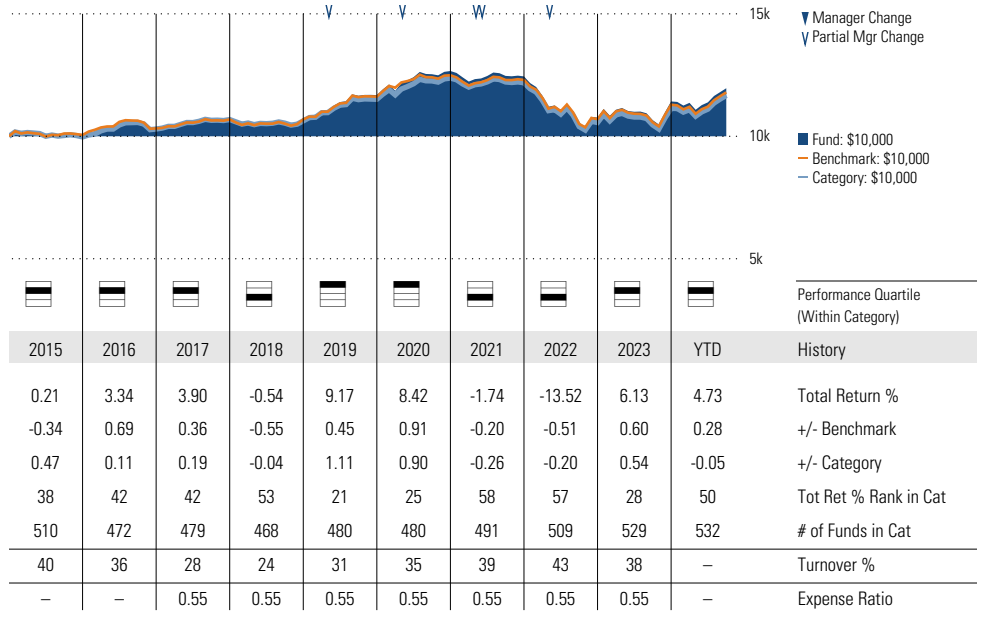 15k
Manager Change
Partial Mgr Change
10k
Fund: $10,000
Benchmark: $10,000
Category: $10,000
5k
Performance Quartile
(Within Category)
2015 2016 2017 2018 2019 2020 2021 2022 2023 YTD History
0.21 3.34 3.90 -0.54 9.17 8.42 -1.74 -13.52 6.13 4.73 Total Return %
-0.34 0.69 0.36 -0.55 0.45 0.91 -0.20 -0.51 0.60 0.28 +/- Benchmark
0.47 0.11 0.19 -0.04 1.11 0.90 -0.26 -0.20 0.54 -0.05 +/- Category
38 42 42 53 21 25 58 57 28 50 Tot Ret % Rank in Cat
510 472 479 468 480 480 491 509 529 532 # of Funds in Cat
40 36 28 24 31 35 39 43 38 – Turnover %
– – 0.55 0.55 0.55 0.55 0.55 0.55 0.55 – Expense Ratio